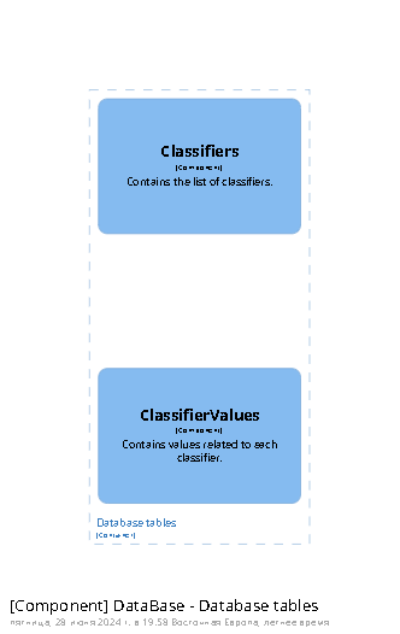 Classifiers
[Component]
Contains the list of classifiers.
ClassifierValues
[Component]
Contains values related to each
classifier.
Database tables
[Container]
[Component] DataBase - Database tables
пятница, 28 июня 2024 г. в 19:58 Восточная Европа, летнее время